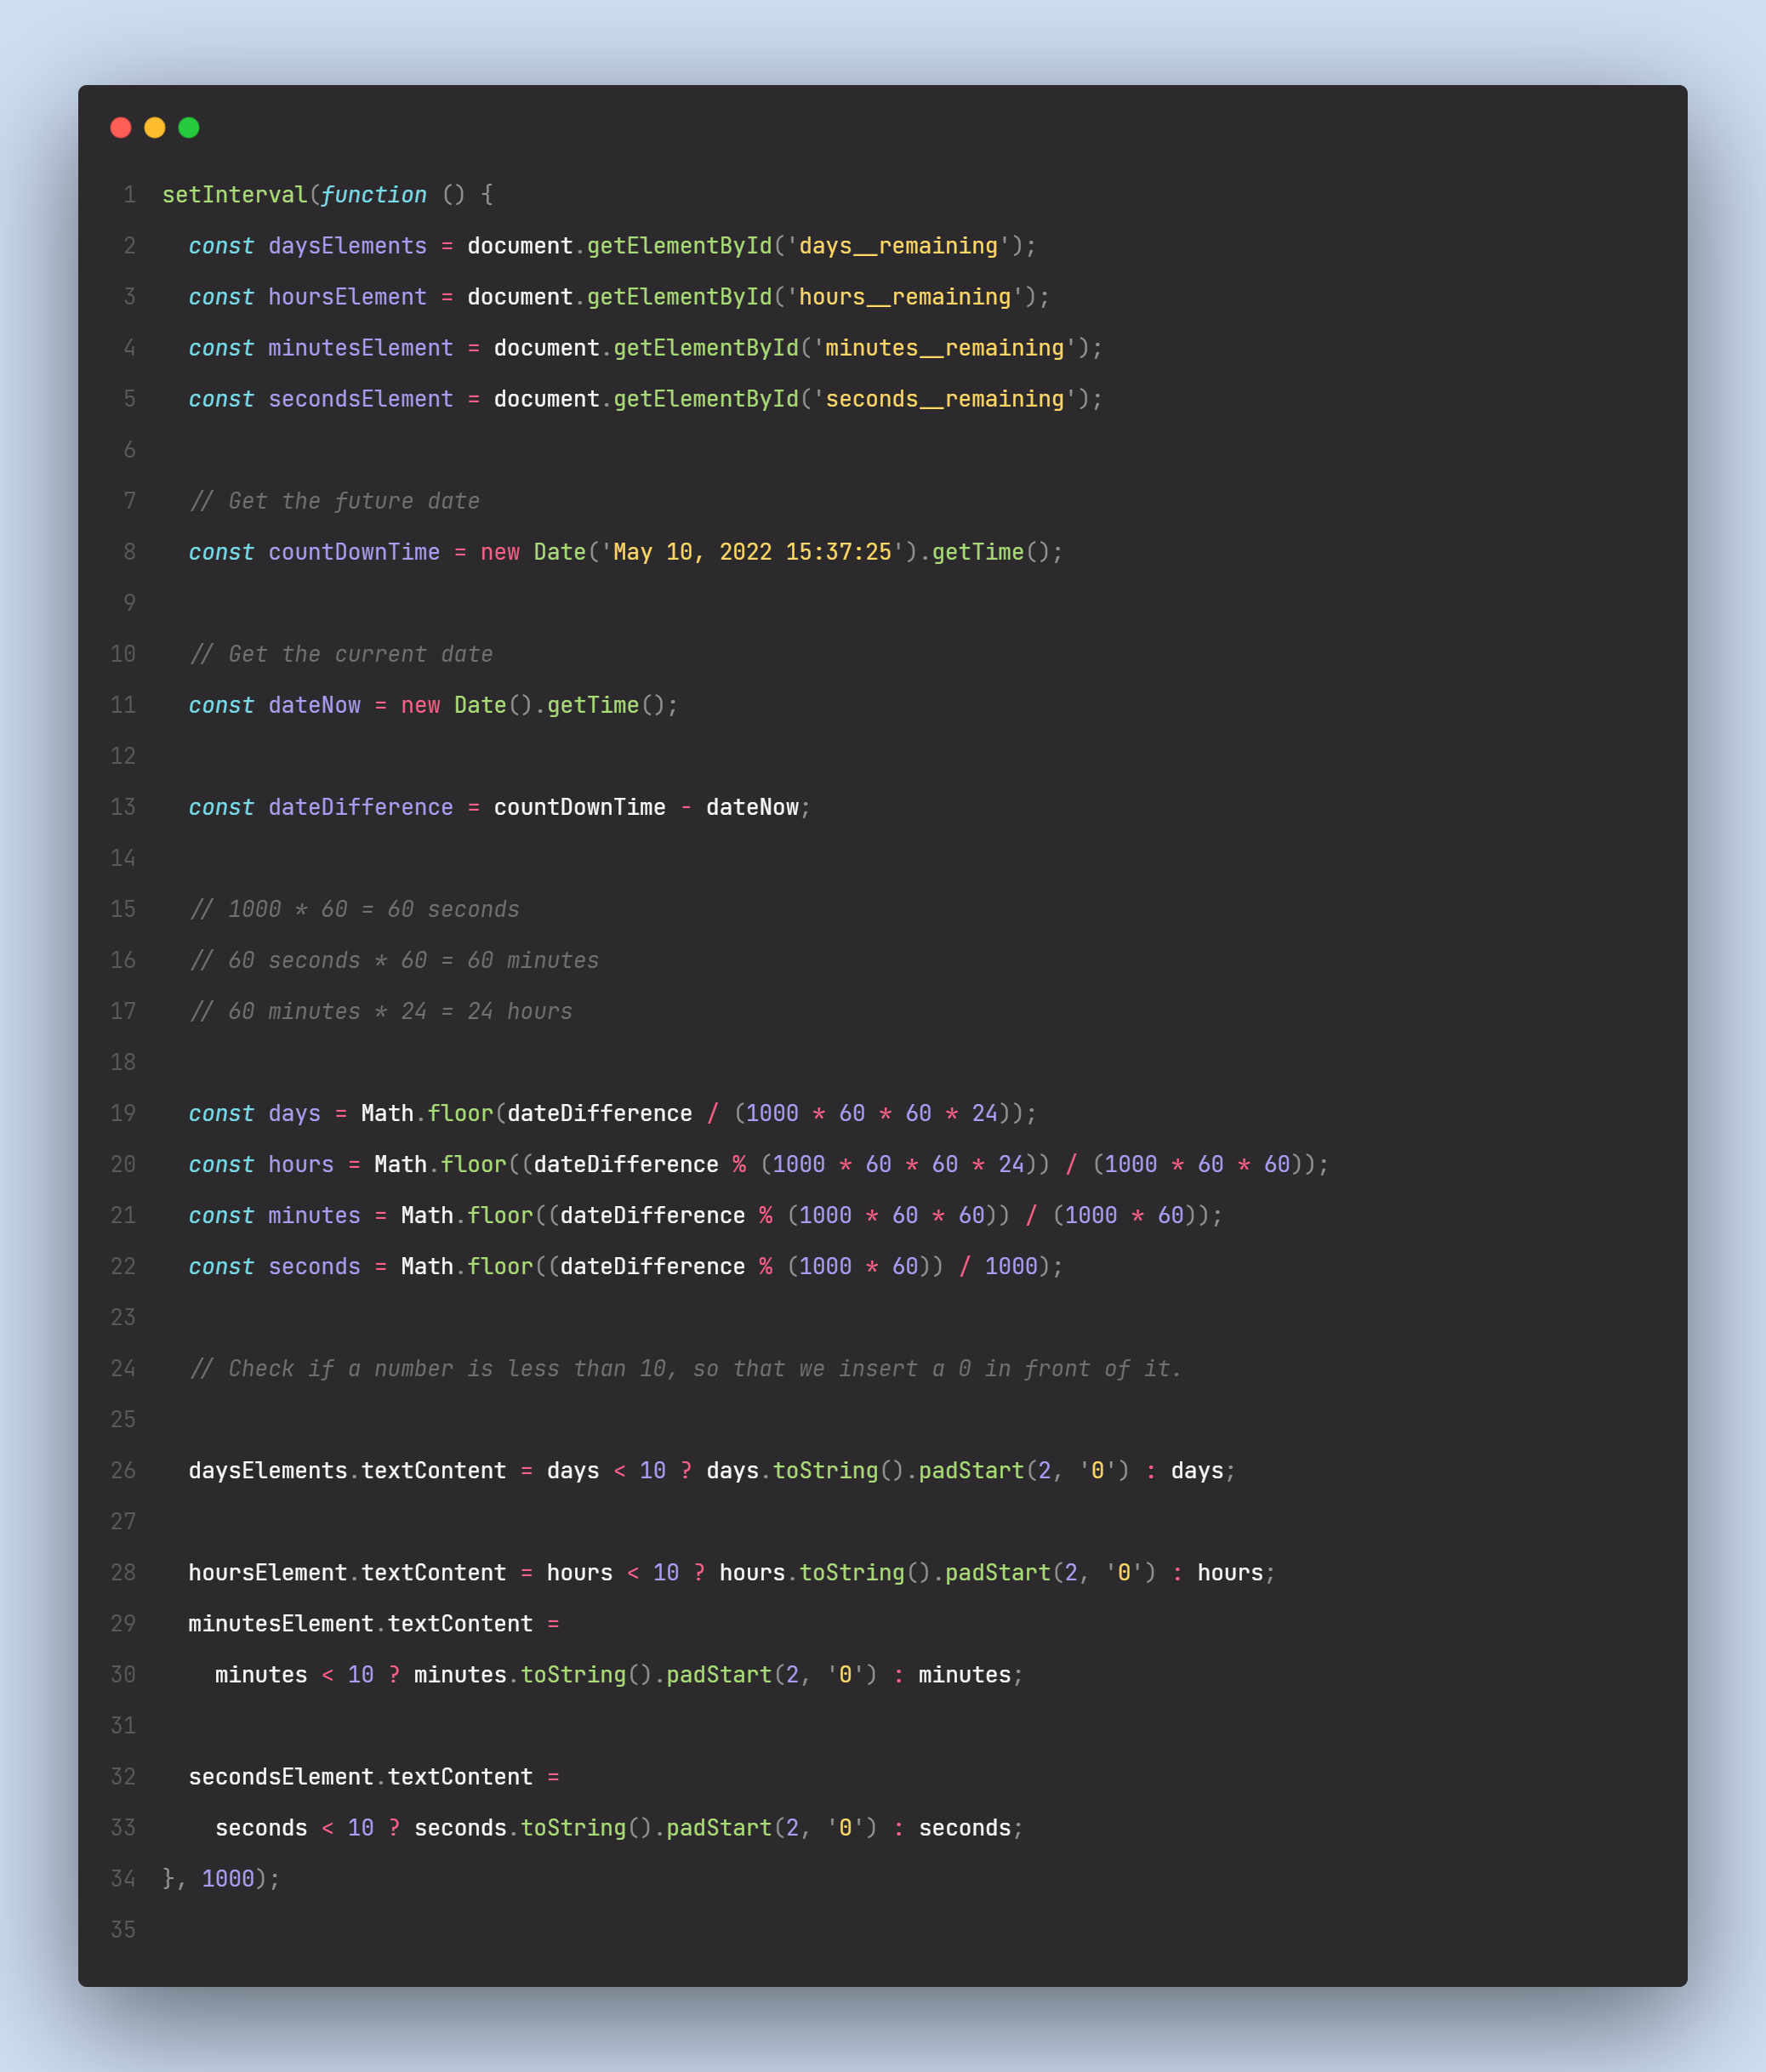 1 setInterval(function () {
2 const daysElements = document.getElementById('days__remaining');
3 const hoursElement = document.getElementById('hours__remaining');
4 const minutesElement = document.getElementById('minutes__remaining');
5 const secondsElement = document.getElementById('seconds__remaining');
6
7 // Get the future date
8 const countDownTime = new Date('May 10, 2022 15:37:25').getTime();
9
10 // Get the current date
11 const dateNow = new Date().getTime();
12
13 const dateDifference = countDownTime - dateNow;
14
15 // 1000 * 60 = 60 seconds
16 // 60 seconds * 60 = 60 minutes
17 // 60 minutes * 24 = 24 hours
18
19 const days = Math.floor(dateDifference / (1000 * 60 * 60 * 24));
20 const hours = Math.floor((dateDifference % (1000 * 60 * 60 * 24)) / (1000 * 60 * 60));
21 const minutes = Math.floor((dateDifference % (1000 * 60 * 60)) / (1000 * 60));
22 const seconds = Math.floor((dateDifference % (1000 * 60)) / 1000);
23
24 // Check if a number is less than 10, so that we insert a 0 in front of it.
25
26 daysElements.textContent = days < 10 ? days.toString().padStart(2, '0') : days;
27
28 hoursElement.textContent = hours < 10 ? hours.toString().padStart(2, '0') : hours;
29 minutesElement.textContent =
30 minutes < 10 ? minutes.toString().padStart(2, '0') : minutes;
31
32 secondsElement.textContent =
33 seconds < 10 ? seconds.toString().padStart(2, '0') : seconds;
34 }, 1000);
35